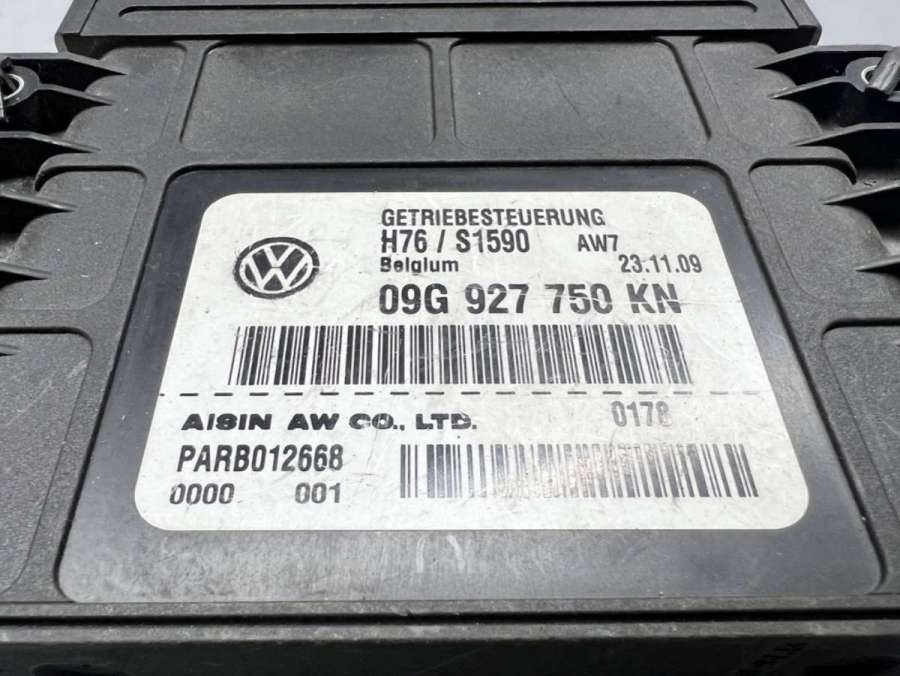 GETRIEBESTEUERUNG
H76 / S1590 AW7
Belgium 23.11.09
09G 927 750 KN
AISIN AW CO., LTD. 0178
PARB012668
0000 001